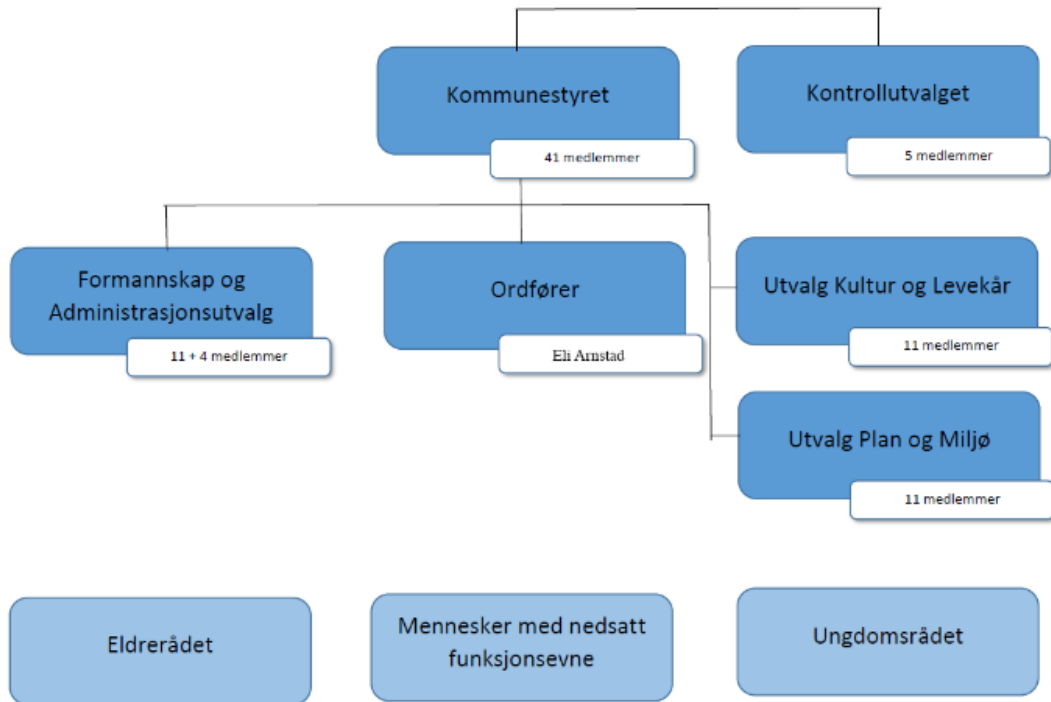 Kommunestyret
41 medlemmer
Kontrollutvalget
5 medlemmer
Formannskap og
Administrasjonsutvalg
11 + 4 medlemmer
Ordfører
Eli Arnstad
Utvalg Kultur og Levekår
11 medlemmer
Utvalg Plan og Miljø
11 medlemmer
Eldrerådet
Mennesker med nedsatt
funksjonsevne
Ungdomsrådet